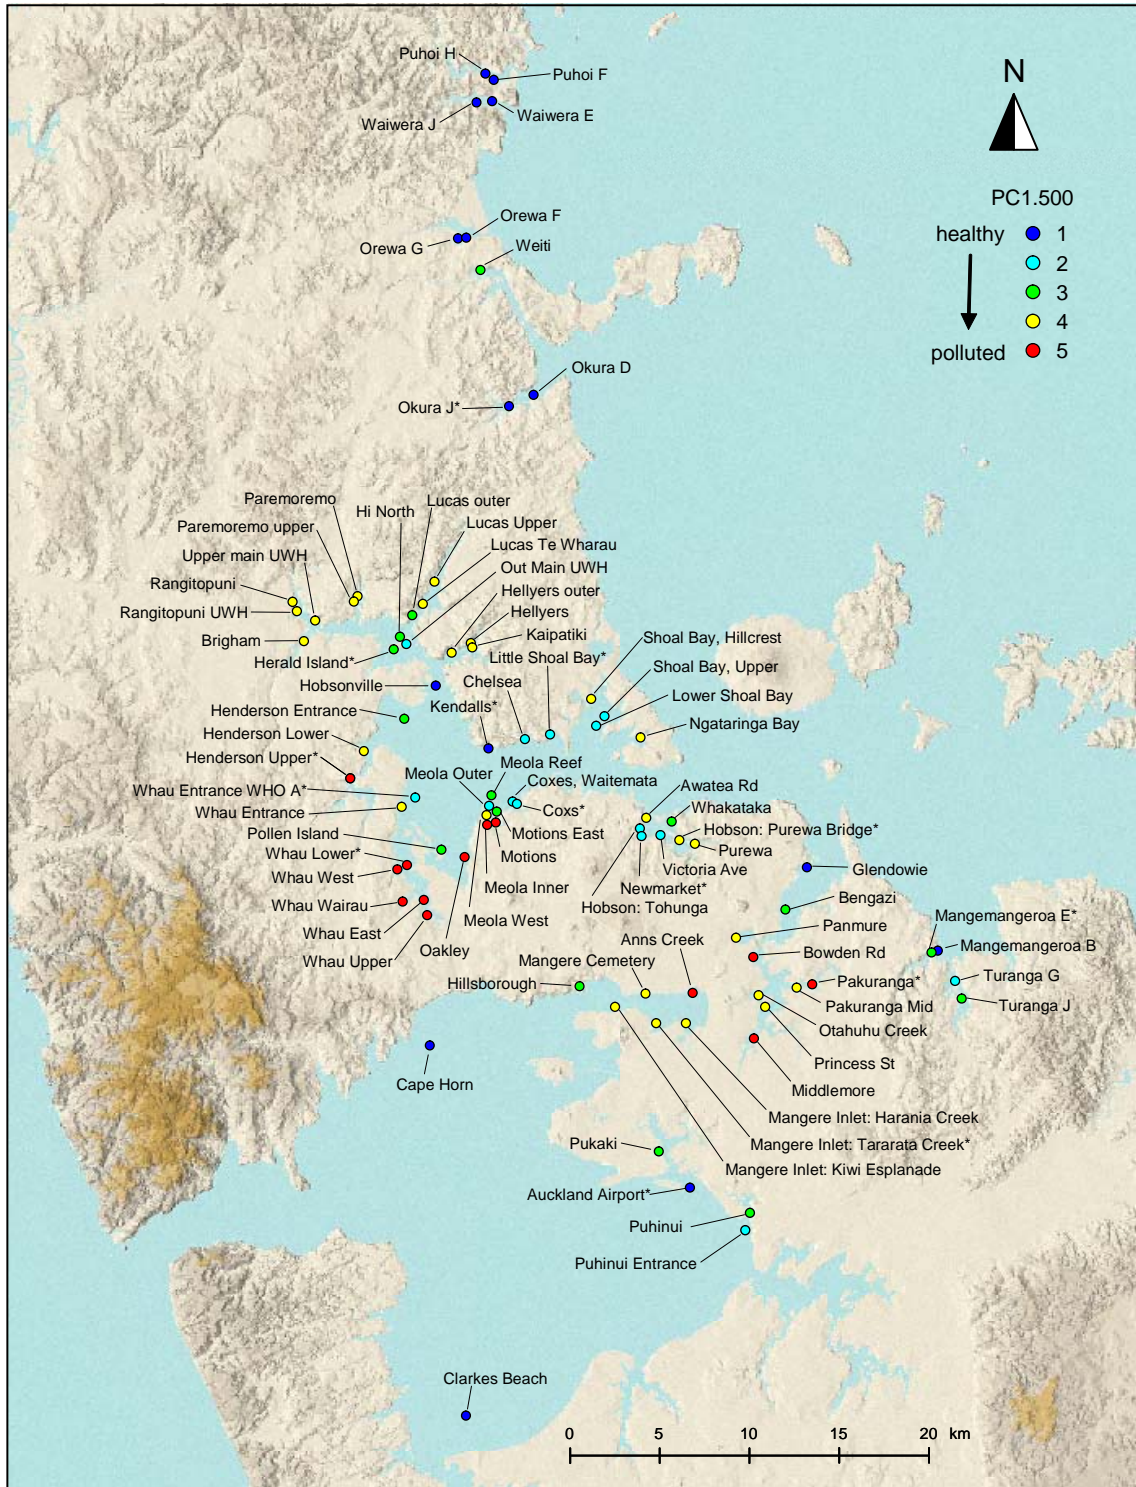 Puhoi H
Puhoi F
Waiwera J
Waiwera E
N
PC1.500
healthy
1
2
3
4
polluted
5
Orewa F
Orewa G
Weiti
Okura D
Okura J*
Paremoremo
Lucas outer
Hi North
Paremoremo upper
Lucas Upper
Upper main UWH
Lucas Te Wharau
Out Main UWH
Rangitopuni
Hellyers outer
Rangitopuni UWH
Hellyers
Brigham
Kaipatiki
Shoal Bay, Hillcrest
Herald Island*
Little Shoal Bay*
Shoal Bay, Upper
Hobsonville
Chelsea
Lower Shoal Bay
Kendalls*
Henderson Entrance
Ngataringa Bay
Henderson Lower
Henderson Upper*
Meola Reef
Meola Outer
Coxes, Waitemata
Awatea Rd
Whau Entrance WHO A*
Coxs*
Whakataka
Whau Entrance
Motions East
Hobson: Purewa Bridge*
Pollen Island
Motions
Purewa
Whau Lower*
Victoria Ave
Glendowie
Whau West
Meola Inner
Newmarket*
Bengazi
Whau Wairau
Meola West
Hobson: Tohunga
Mangemangeroa E*
Whau East
Panmure
Mangemangeroa B
Whau Upper
Oakley
Anns Creek
Bowden Rd
Mangere Cemetery
Turanga G
Hillsborough
Pakuranga*
Turanga J
Pakuranga Mid
Otahuhu Creek
Princess St
Cape Horn
Middlemore
Mangere Inlet: Harania Creek
Pukaki
Mangere Inlet: Tararata Creek*
Mangere Inlet: Kiwi Esplanade
Auckland Airport*
Puhinui
Puhinui Entrance
Clarkes Beach
0 5 10 15 20 km